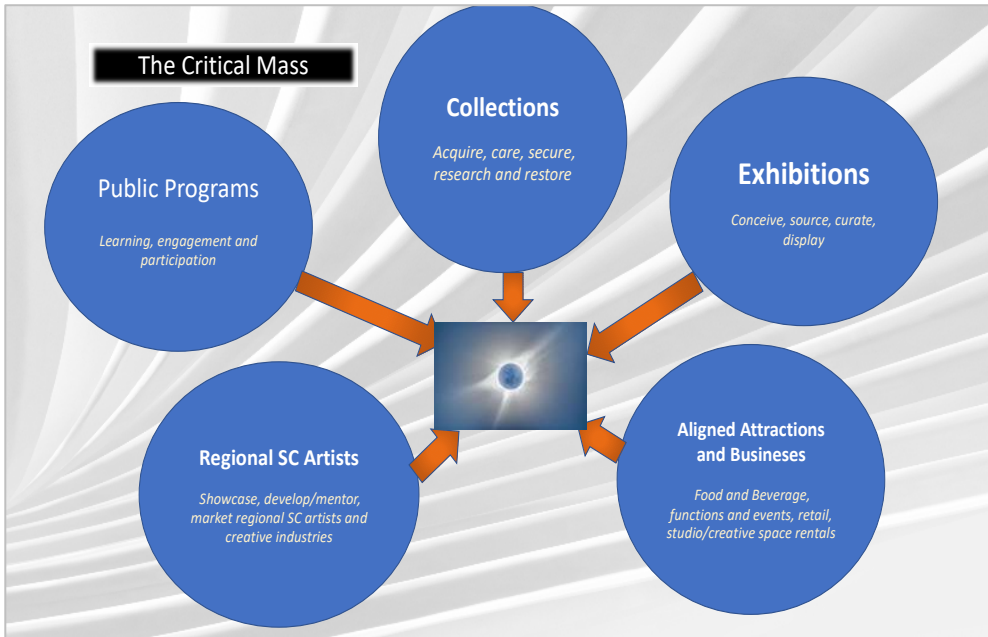 The Critical Mass
Collections
Acquire, care, secure,
research and restore
Public Programs
Learning, engagement and
participation
Exhibitions
Conceive, source, curate,
display
Regional SC Artists
Showcase, develop/mentor,
market regional SC artists and
creative industries
Aligned Attractions
and Busineses
Food and Beverage,
functions and events, retail,
studio/creative space rentals